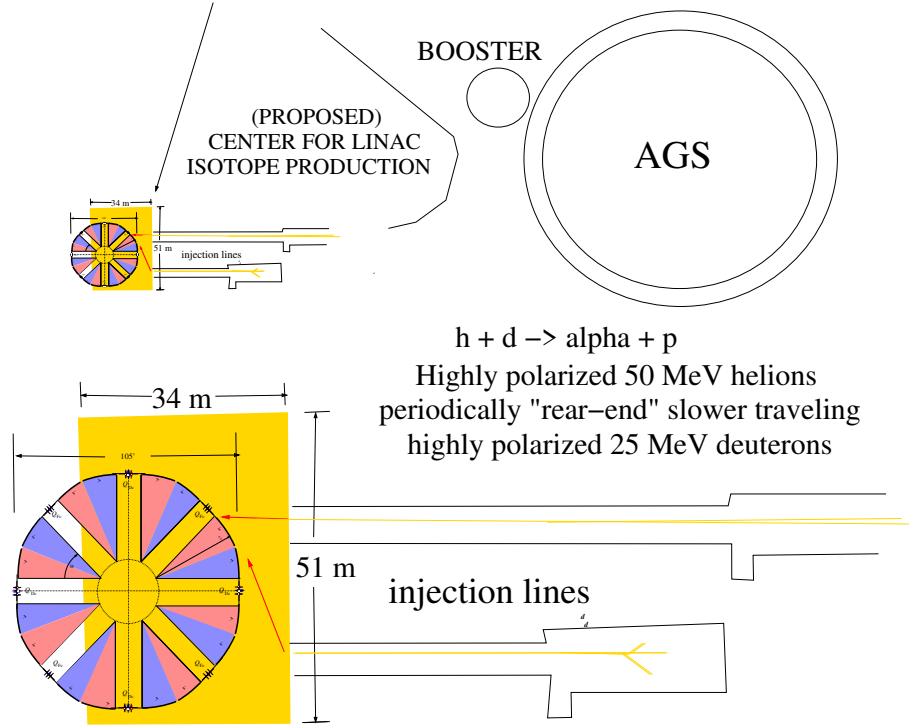 BOOSTER
(PROPOSED)
CENTER FOR LINAC
ISOTOPE PRODUCTION
AGS
34 m
51 m
injection lines
h + d −> alpha + p
Highly polarized 50 MeV helions
periodically "rear−end" slower traveling
highly polarized 25 MeV deuterons
34 m
105'
51 m
injection lines
d
d